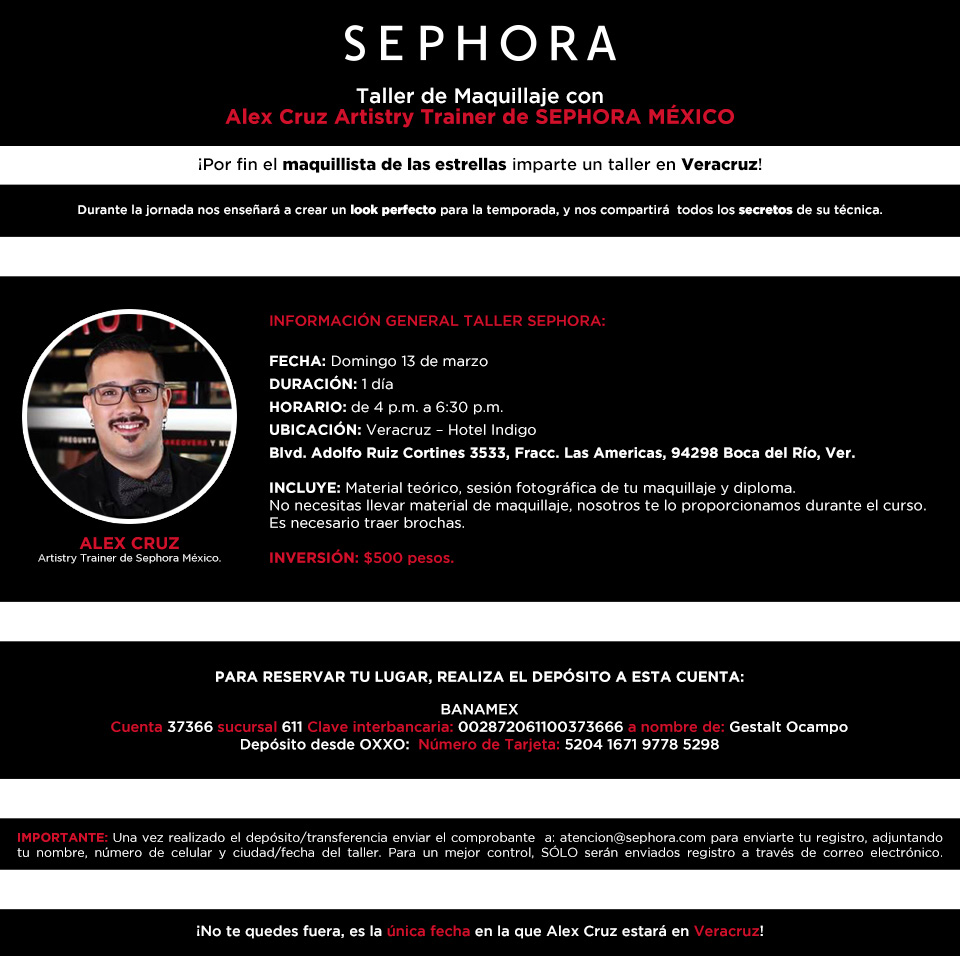 SEPHORA
Taller de Maquillaje con
Alex Cruz Artistry Trainer de SEPHORA MÉXICO
¡Por fin el maquillista de las estrellas imparte un taller en Veracruz!
Durante la jornada nos enseñará a crear un look perfecto para la temporada, y nos compartirá todos los secretos de su técnica.
PREGUNTA
MAKEOVERS Y NU
ALEX CRUZ
Artistry Trainer de Sephora México.
INFORMACIÓN GENERAL TALLER SEPHORA:
FECHA: Domingo 13 de marzo
DURACIÓN: 1 día
HORARIO: de 4 p.m. a 6:30 p.m.
UBICACIÓN: Veracruz – Hotel Indigo
Blvd. Adolfo Ruiz Cortines 3533, Fracc. Las Americas, 94298 Boca del Río, Ver.
INCLUYE: Material teórico, sesión fotográfica de tu maquillaje y diploma.
No necesitas llevar material de maquillaje, nosotros te lo proporcionamos durante el curso.
Es necesario traer brochas.
INVERSIÓN: $500 pesos.
PARA RESERVAR TU LUGAR, REALIZA EL DEPÓSITO A ESTA CUENTA:
BANAMEX
Cuenta 37366 sucursal 611 Clave interbancaria: 002872061100373666 a nombre de: Gestalt Ocampo
Depósito desde OXXO: Número de Tarjeta: 5204 1671 9778 5298
IMPORTANTE: Una vez realizado el depósito/transferencia enviar el comprobante a: atencion@sephora.com para enviarte tu registro, adjuntando
tu nombre, número de celular y ciudad/fecha del taller. Para un mejor control, SÓLO serán enviados registro a través de correo electrónico.
¡No te quedes fuera, es la única fecha en la que Alex Cruz estará en Veracruz!